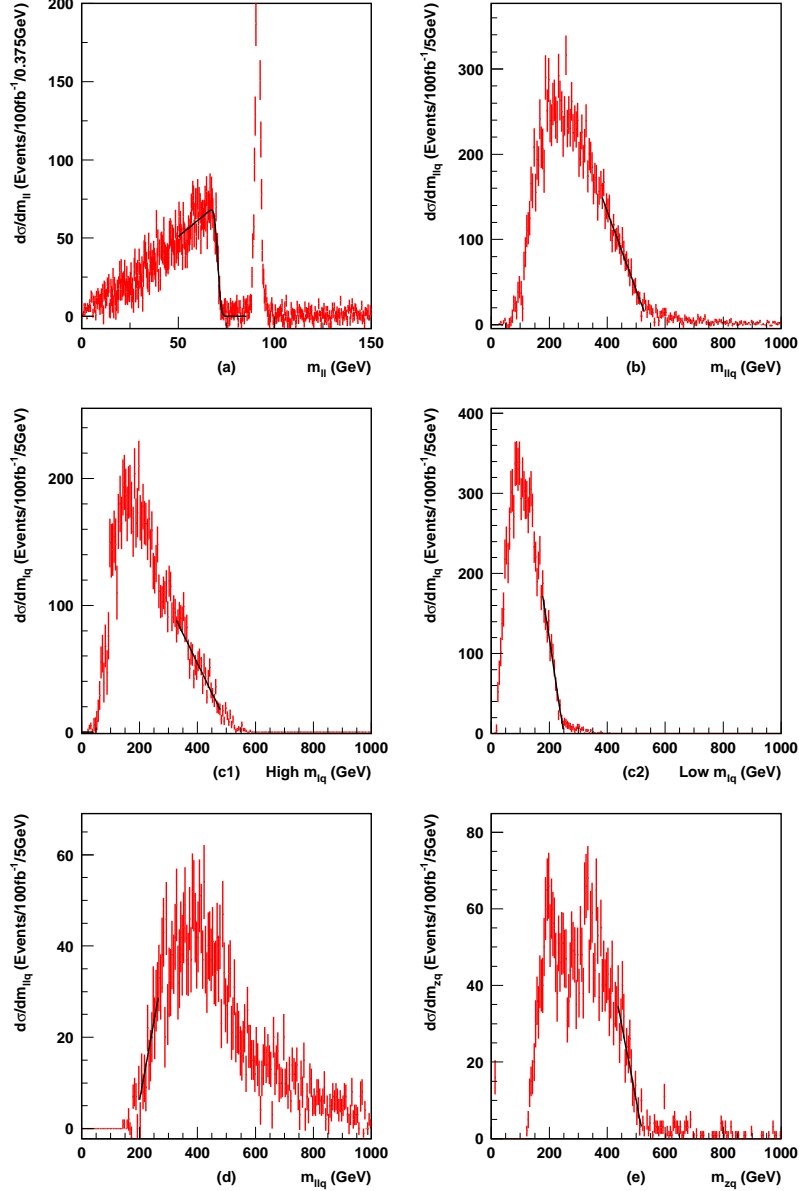 dσ/dm_ll (Events/100fb⁻¹/0.375GeV)
200
150
100
50
0
0 50 100 150
(a) m_ll (GeV)
dσ/dm_llq (Events/100fb⁻¹/5GeV)
300
200
100
0
0 200 400 600 800 1000
(b) m_llq (GeV)
dσ/dm_lq (Events/100fb⁻¹/5GeV)
200
100
0
0 200 400 600 800 1000
(c1) High m_lq (GeV)
dσ/dm_lq (Events/100fb⁻¹/5GeV)
400
300
200
100
0
0 200 400 600 800 1000
(c2) Low m_lq (GeV)
dσ/dm_llq (Events/100fb⁻¹/5GeV)
60
40
20
0
0 200 400 600 800 1000
(d) m_llq (GeV)
dσ/dm_zq (Events/100fb⁻¹/5GeV)
80
60
40
20
0
0 200 400 600 800 1000
(e) m_zq (GeV)